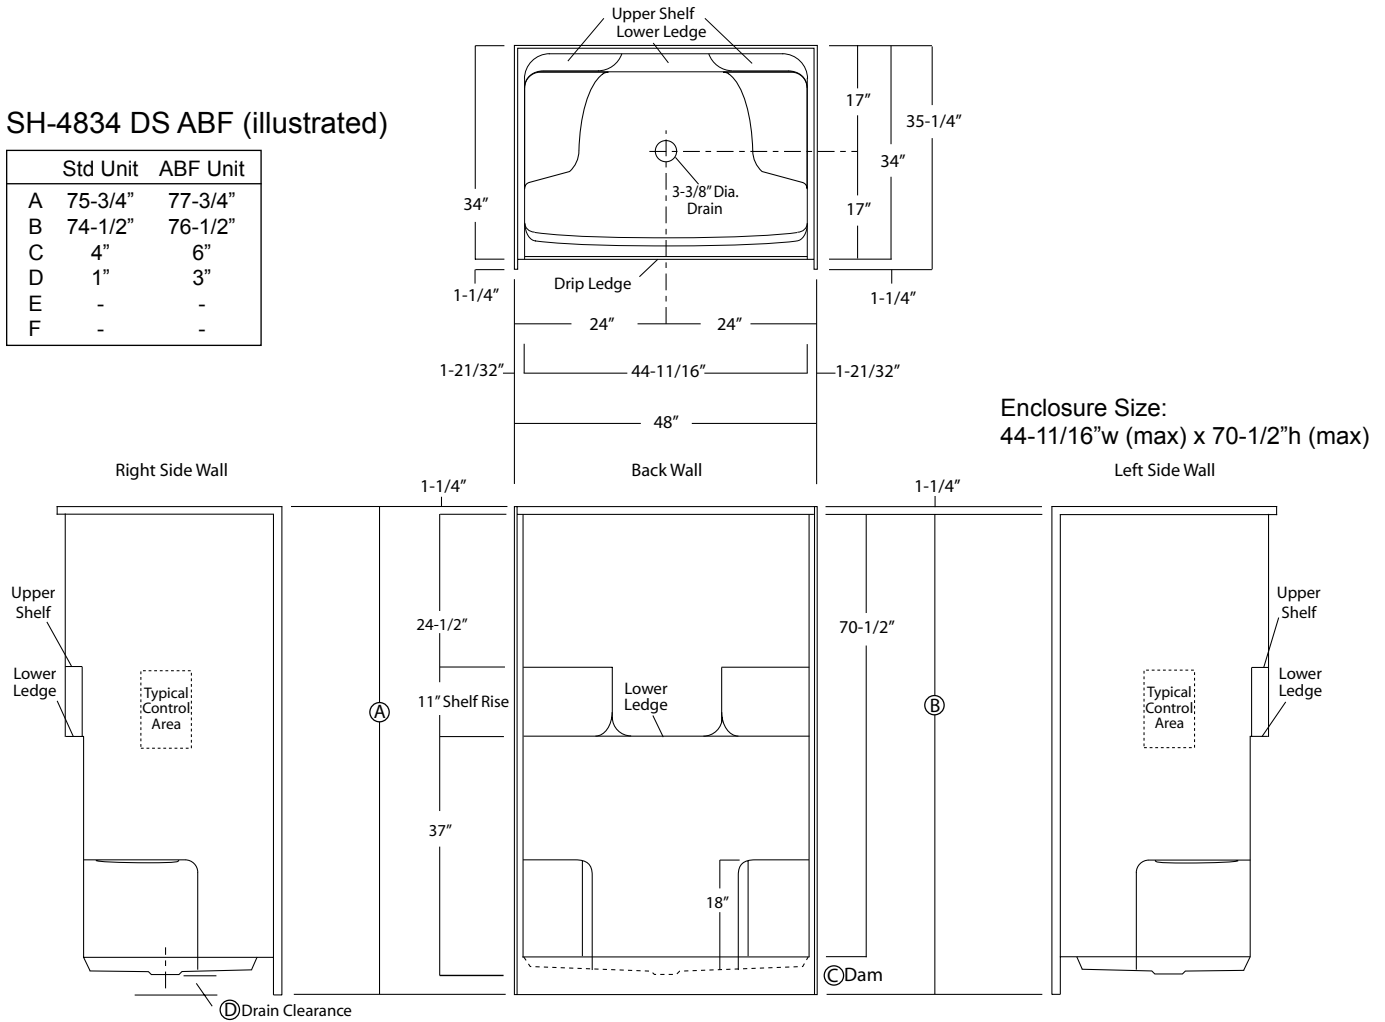 Upper Shelf
Lower Ledge
SH-4834 DS ABF (illustrated)
Std Unit ABF Unit
A 75-3/4” 77-3/4”
B 74-1/2” 76-1/2”
C 4” 6”
D 1” 3”
E - -
F - -
34”
17”
35-1/4”
34”
17”
3-3/8” Dia.
Drain
Drip Ledge
1-1/4”
1-1/4”
24”
24”
1-21/32”
44-11/16”
1-21/32”
48”
Enclosure Size:
44-11/16”w (max) x 70-1/2”h (max)
Right Side Wall
Back Wall
Left Side Wall
1-1/4”
1-1/4”
Upper
Shelf
Lower
Ledge
Typical
Control
Area
A
24-1/2”
11” Shelf Rise
37”
Lower
Ledge
18”
70-1/2”
B
C Dam
Upper
Shelf
Lower
Ledge
Typical
Control
Area
D Drain Clearance